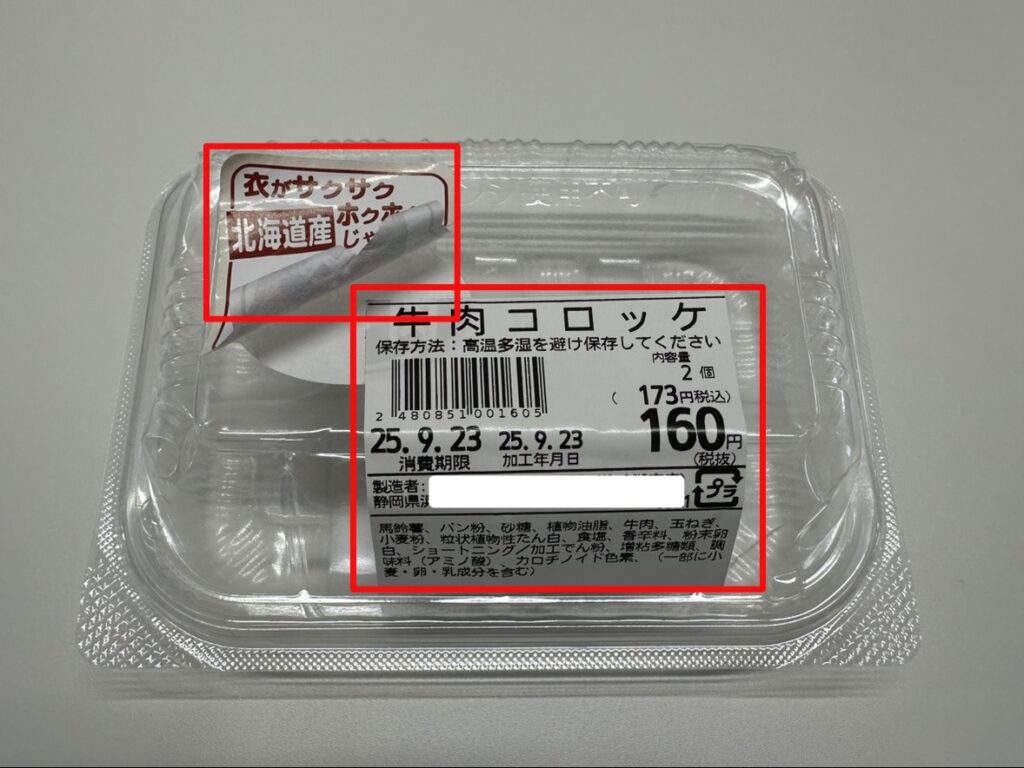 衣がサクサク
北海道産
ホクホ
じゃ
牛肉コロッケ
保存方法：高温多湿を避け保存してください
内容量
2個
(173円税込)
160円
(税抜)
2 480851 001605
25.9.23 25.9.23
消費期限 加工年月日
製造者:
静岡県浜
プラ
馬鈴薯、パン粉、砂糖、植物油脂、牛肉、玉ねぎ、
小麦粉、粒状植物性たん白、食塩、香辛料、粉末卵
白、ショートニング/加工でん粉、増粘多糖類、調
味料（アミノ酸）、カロチノイド色素、（一部に小
麦・卵・乳成分を含む）